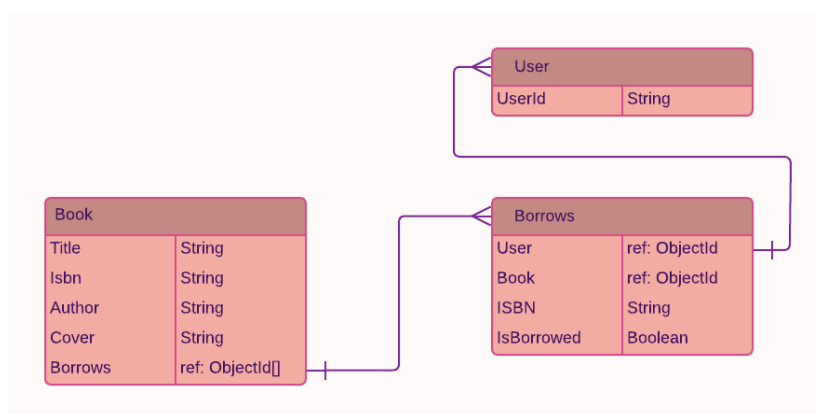 User
UserId String
Book
Title String
Isbn String
Author String
Cover String
Borrows ref: ObjectId[]
Borrows
User ref: ObjectId
Book ref: ObjectId
ISBN String
IsBorrowed Boolean